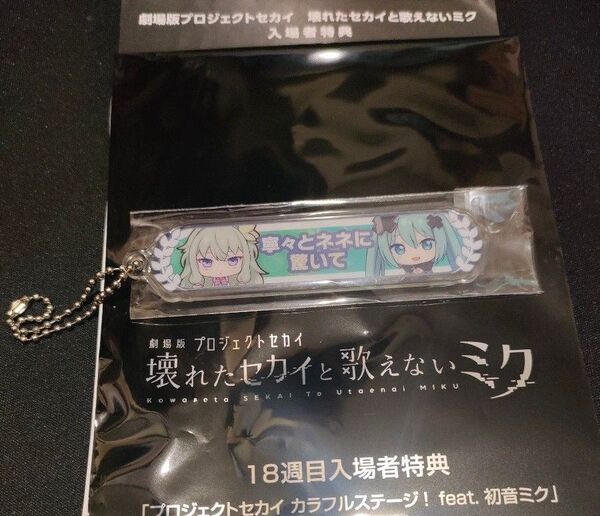 劇場版プロジェクトセカイ 壊れたセカイと歌えないミク
入場者特典
寧々とネネに
驚いて
劇場版 プロジェクトセカイ
壊れたセカイと歌えないミク
Kowareta SEKAI To Utaenai MIKU
18週目入場者特典
「プロジェクトセカイ カラフルステージ! feat. 初音ミク」